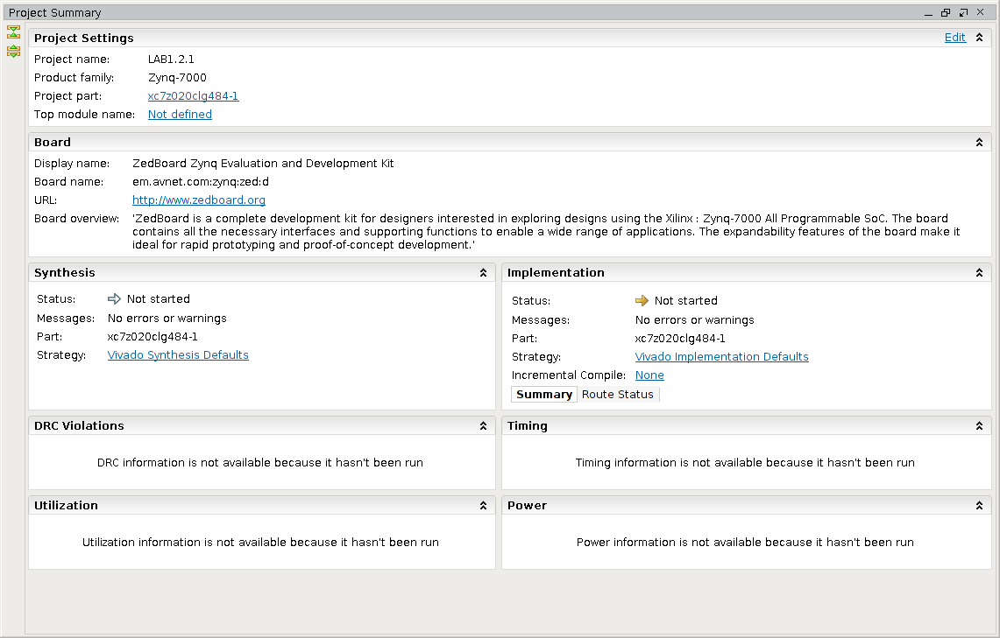 Project Summary
Project Settings
Edit
Project name: LAB1.2.1
Product family: Zynq-7000
Project part: xc7z020clg484-1
Top module name: Not defined
Board
Display name: ZedBoard Zynq Evaluation and Development Kit
Board name: em.avnet.com:zynq:zed:d
URL: http://www.zedboard.org
Board overview: 'ZedBoard is a complete development kit for designers interested in exploring designs using the Xilinx : Zynq-7000 All Programmable SoC. The board
contains all the necessary interfaces and supporting functions to enable a wide range of applications. The expandability features of the board make it
ideal for rapid prototyping and proof-of-concept development.'
Synthesis
Status: Not started
Messages: No errors or warnings
Part: xc7z020clg484-1
Strategy: Vivado Synthesis Defaults
Implementation
Status: Not started
Messages: No errors or warnings
Part: xc7z020clg484-1
Strategy: Vivado Implementation Defaults
Incremental Compile: None
Summary Route Status
DRC Violations
DRC information is not available because it hasn't been run
Timing
Timing information is not available because it hasn't been run
Utilization
Utilization information is not available because it hasn't been run
Power
Power information is not available because it hasn't been run